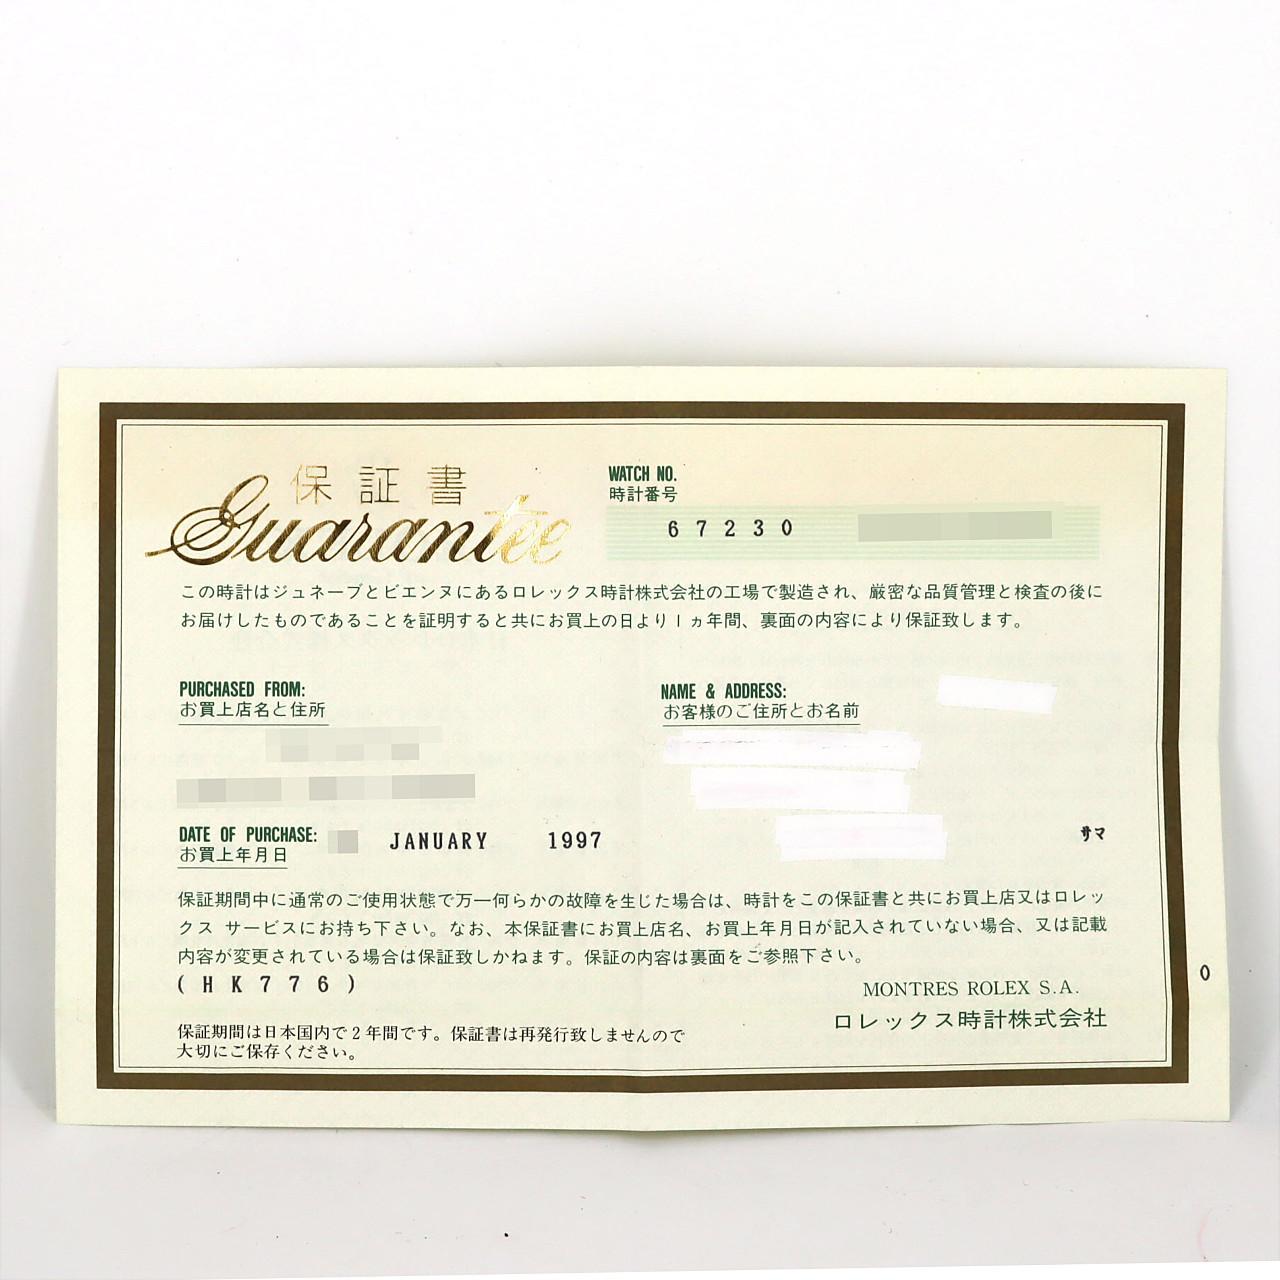 保証書
Guarantee
WATCH NO.
時計番号
67230
この時計はジュネーブとビエンヌにあるロレックス時計株式会社の工場で製造され、厳密な品質管理と検査の後に
お届けしたものであることを証明すると共にお買上の日より1ヵ年間、裏面の内容により保証致します。
PURCHASED FROM:
お買上店名と住所
NAME & ADDRESS:
お客様のご住所とお名前
DATE OF PURCHASE: JANUARY 1997
お買上年月日
サマ
保証期間中に通常のご使用状態で万一何らかの故障を生じた場合は、時計をこの保証書と共にお買上店又はロレッ
クス サービスにお持ち下さい。なお、本保証書にお買上店名、お買上年月日が記入されていない場合、又は記載
内容が変更されている場合は保証致しかねます。保証の内容は裏面をご参照下さい。
(HK776)
MONTRES ROLEX S.A.
ロレックス時計株式会社
0
保証期間は日本国内で2年間です。保証書は再発行致しませんので
大切にご保存ください。